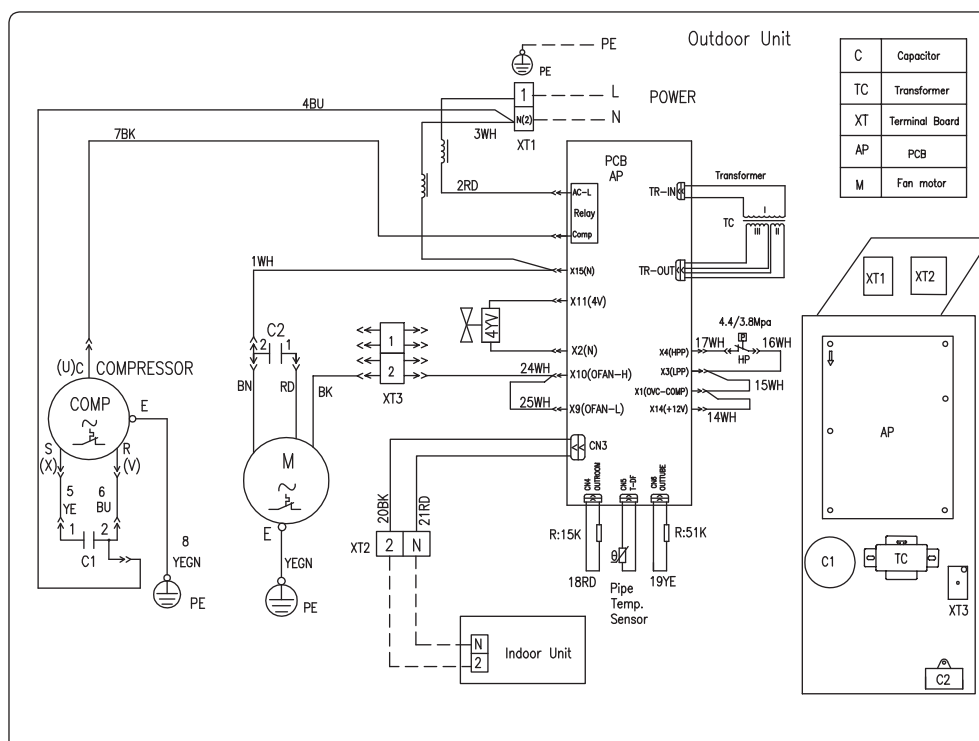 Outdoor Unit
PE
PE
1
L
N(2)
N
POWER
XT1
4BU
3WH
7BK
2RD
PCB
AP
AC-L
Relay
Comp
TR-IN
Transformer
TC
I
III
II
TR-OUT
1WH
X15(N)
X11(4V)
4YV
X2(N)
C2
2
1
1
2
XT3
BN
RD
BK
24WH
X10(OFAN-H)
25WH
X9(OFAN-L)
4.4/3.8Mpa
P
17WH
16WH
HP
X4(HPP)
X3(LPP)
15WH
X1(OVC-COMP)
X14(+12V)
14WH
(U)C
COMPRESSOR
COMP
E
S
(X)
R
(V)
5
YE
6
BU
1
2
C1
8
YEGN
PE
M
E
YEGN
PE
CN3
20BK
21RD
XT2
2
N
CN4
OUTROOM
CN5
T-DF
CN6
OUTTUBE
R:15K
θ
R:51K
18RD
19YE
Pipe
Temp.
Sensor
N
2
Indoor Unit
C
Capacitor
TC
Transformer
XT
Terminal Board
AP
PCB
M
Fan motor
XT1
XT2
AP
C1
TC
XT3
C2